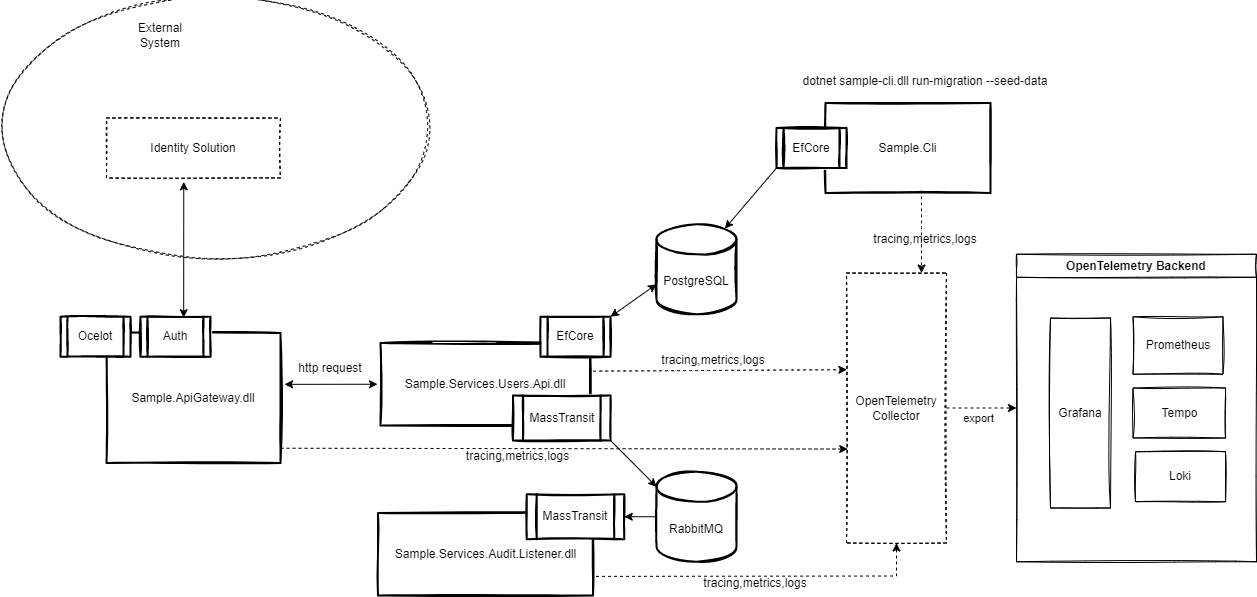 External
System
Identity Solution
dotnet sample-cli.dll run-migration --seed-data
EfCore
Sample.Cli
tracing,metrics,logs
PostgreSQL
OpenTelemetry Backend
Ocelot
Auth
EfCore
Prometheus
http request
tracing,metrics,logs
Sample.ApiGateway.dll
Sample.Services.Users.Api.dll
OpenTelemetry
Collector
export
Grafana
Tempo
MassTransit
tracing,metrics,logs
Loki
MassTransit
RabbitMQ
Sample.Services.Audit.Listener.dll
tracing,metrics,logs